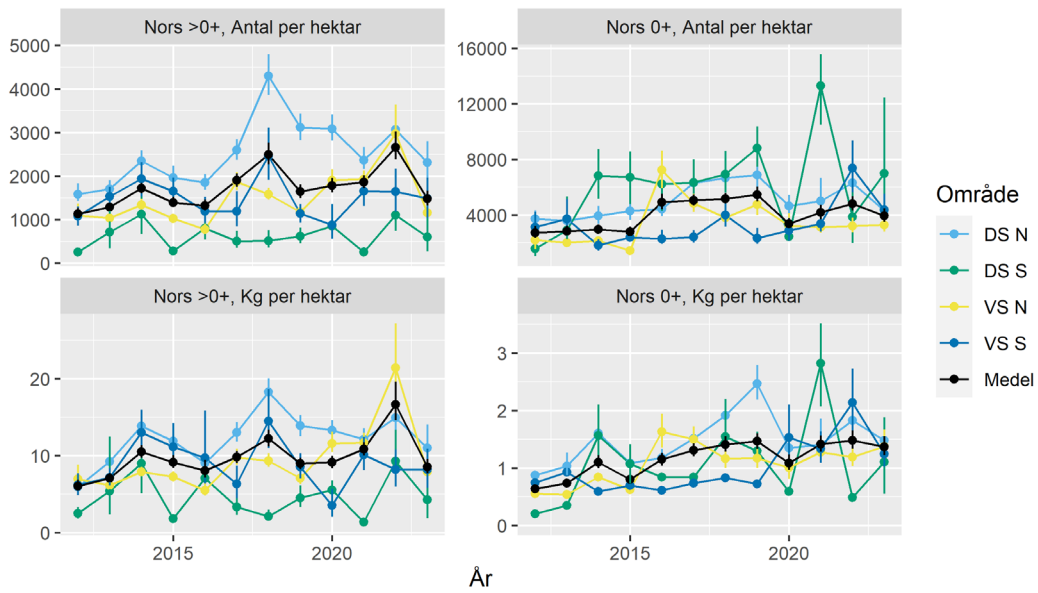 Nors >0+, Antal per hektar
Nors 0+, Antal per hektar
5000
4000
3000
2000
1000
0
16000
12000
8000
4000
Nors >0+, Kg per hektar
Nors 0+, Kg per hektar
20
10
0
3
2
1
0
2015
2020
2015
2020
År
Område
DS N
DS S
VS N
VS S
Medel